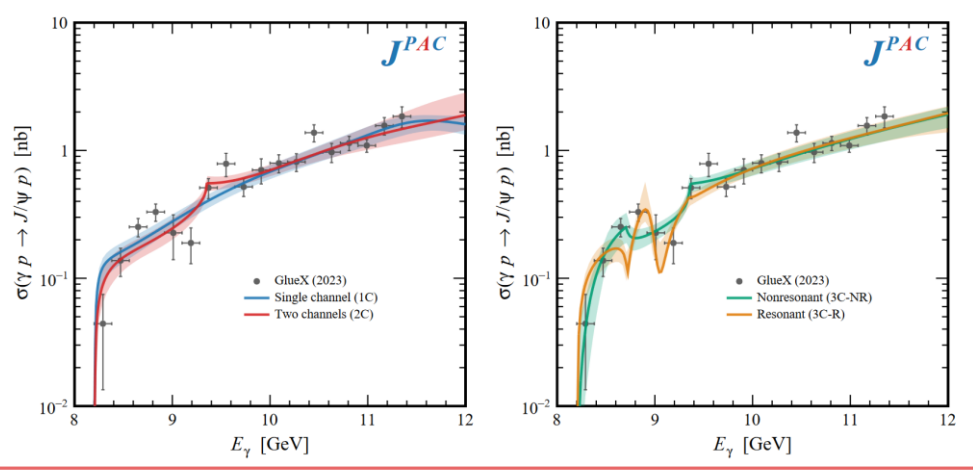 10
1
10⁻¹
10⁻²
σ(γ p → J/ψ p) [nb]
J^{PAC}
GlueX (2023)
Single channel (1C)
Two channels (2C)
8 9 10 11 12
E_γ [GeV]
10
1
10⁻¹
10⁻²
σ(γ p → J/ψ p) [nb]
J^{PAC}
GlueX (2023)
Nonresonant (3C-NR)
Resonant (3C-R)
8 9 10 11 12
E_γ [GeV]